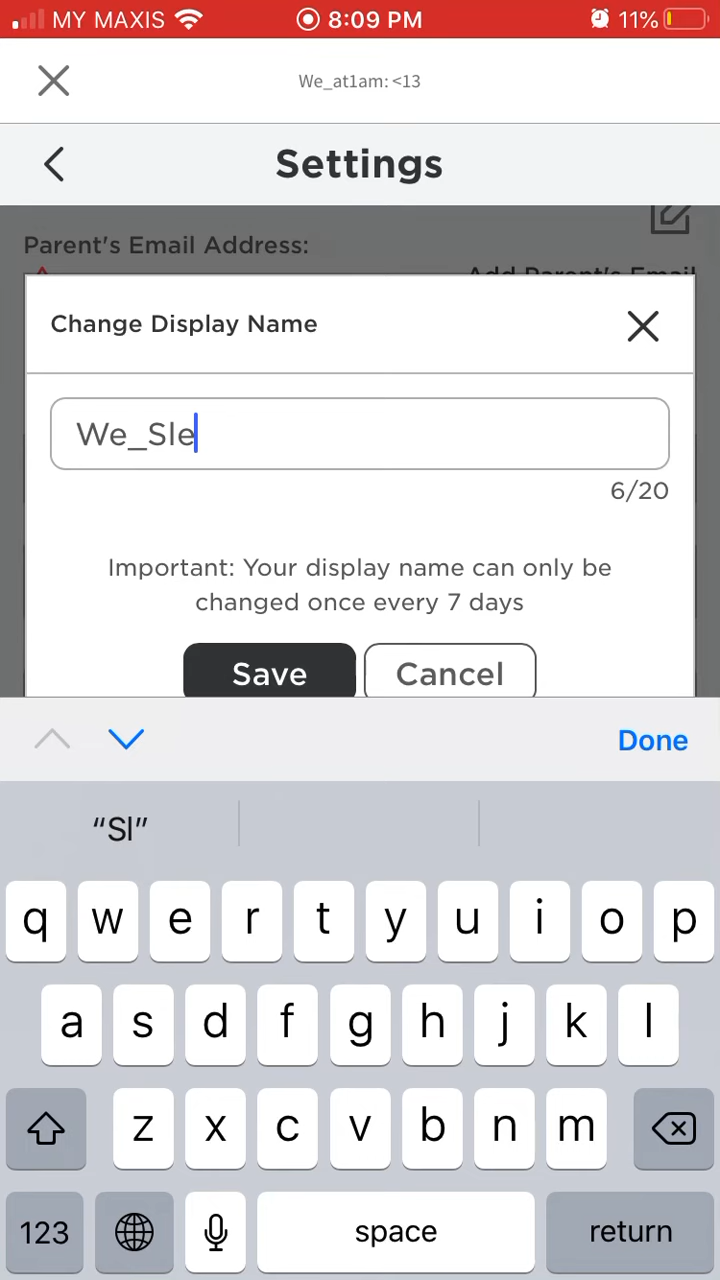 MY MAXIS 8:09 PM 11%
We_at1am: <13
Settings
Parent's Email Address:
Add Parent's Email
Change Display Name
We_Sle
6/20
Important: Your display name can only be
changed once every 7 days
Save Cancel
Done
“Sl”
q w e r t y u i o p
a s d f g h j k l
z x c v b n m
123 space return